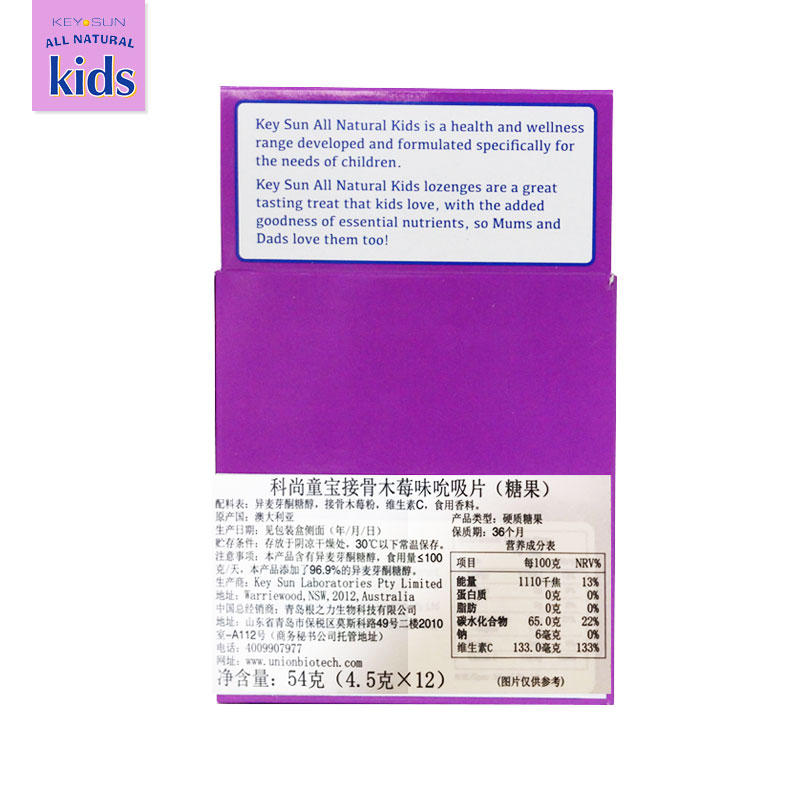 KEY SUN
ALL NATURAL
kids
Key Sun All Natural Kids is a health and wellness
range developed and formulated specifically for
the needs of children.
Key Sun All Natural Kids lozenges are a great
tasting treat that kids love, with the added
goodness of essential nutrients, so Mums and
Dads love them too!
科尚童宝接骨木莓味吮吸片（糖果）
配料表：异麦芽酮糖醇，接骨木莓粉，维生素C，食用香料。
原产国：澳大利亚
生产日期：见包装盒侧面（年/月/日）
贮存条件：存放于阴凉干燥处，30℃以下常温保存。
注意事项：本产品含有异麦芽酮糖醇，食用量≤100
克/天，本产品添加了96.9%的异麦芽酮糖醇。
生产商：Key Sun Laboratories Pty Limited
地址：Warriewood,NSW,2012,Australia
中国总经销商：青岛根之力生物科技有限公司
地址：山东省青岛市保税区莫斯科路49号二楼2010
室-A112号（商务秘书公司托管地址）
电话：4009907977
网址：www.unionbiotech.com
净含量：54克（4.5克×12）
产品类型：硬质糖果
保质期：36个月
营养成分表
项目 每100克 NRV%
能量 1110千焦 13%
蛋白质 0克 0%
脂肪 0克 0%
碳水化合物 65.0克 22%
钠 6毫克 0%
维生素C 133.0毫克 133%
(图片仅供参考)